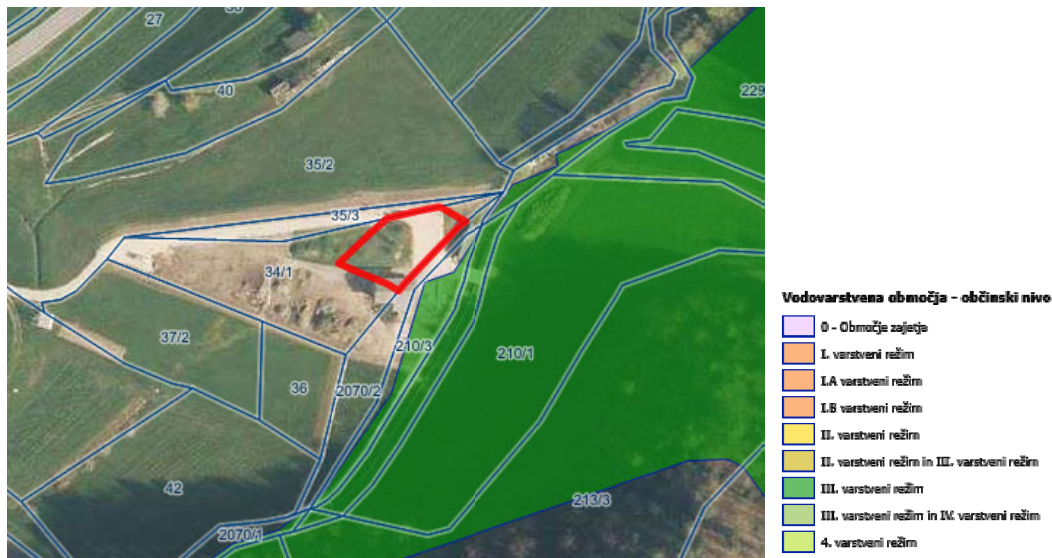 27
40
229
35/2
35/3
34/1
37/2
210/3
210/1
36
2070/2
42
213/3
2070/1
Vodovarstvena območja - občinski nivo
0 - Območje zajetja
I. varstveni režim
I.A varstveni režim
I.B varstveni režim
II. varstveni režim
II. varstveni režim in III. varstveni režim
III. varstveni režim
III. varstveni režim in IV. varstveni režim
4. varstveni režim